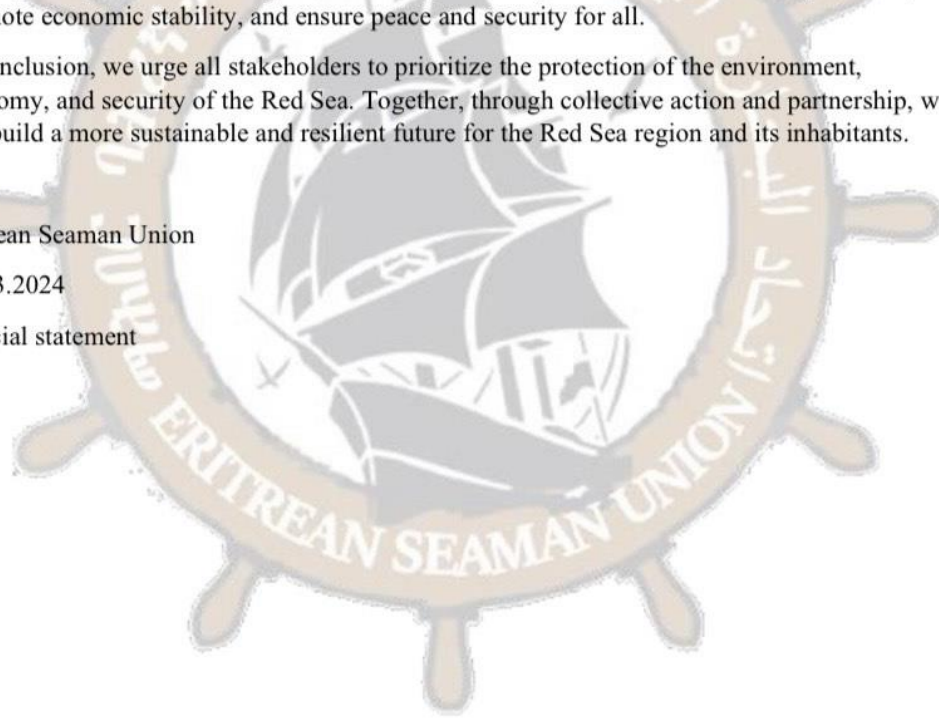 ote economic stability, and ensure peace and security for all.
nclusion, we urge all stakeholders to prioritize the protection of the environment,
omy, and security of the Red Sea. Together, through collective action and partnership, w
build a more sustainable and resilient future for the Red Sea region and its inhabitants.
ean Seaman Union
3.2024
cial statement
ERITREAN SEAMAN UNION
اتحاد